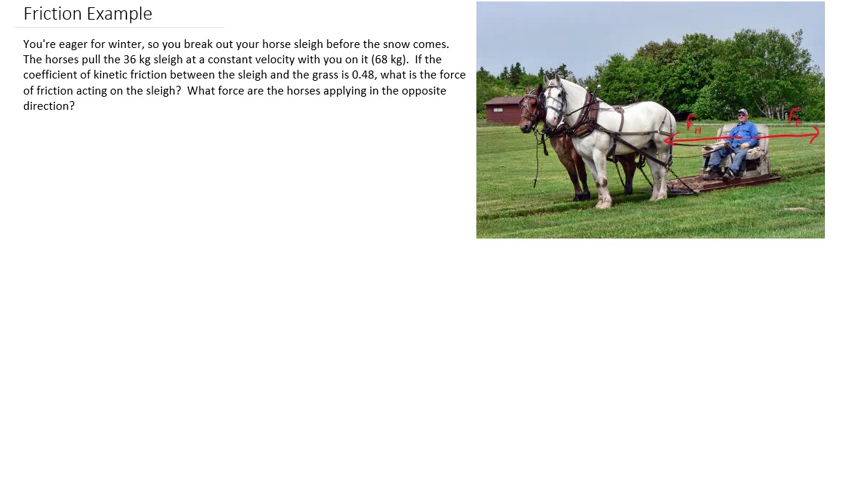 Friction Example
You're eager for winter, so you break out your horse sleigh before the snow comes.
The horses pull the 36 kg sleigh at a constant velocity with you on it (68 kg).  If the
coefficient of kinetic friction between the sleigh and the grass is 0.48, what is the force
of friction acting on the sleigh?  What force are the horses applying in the opposite
direction?